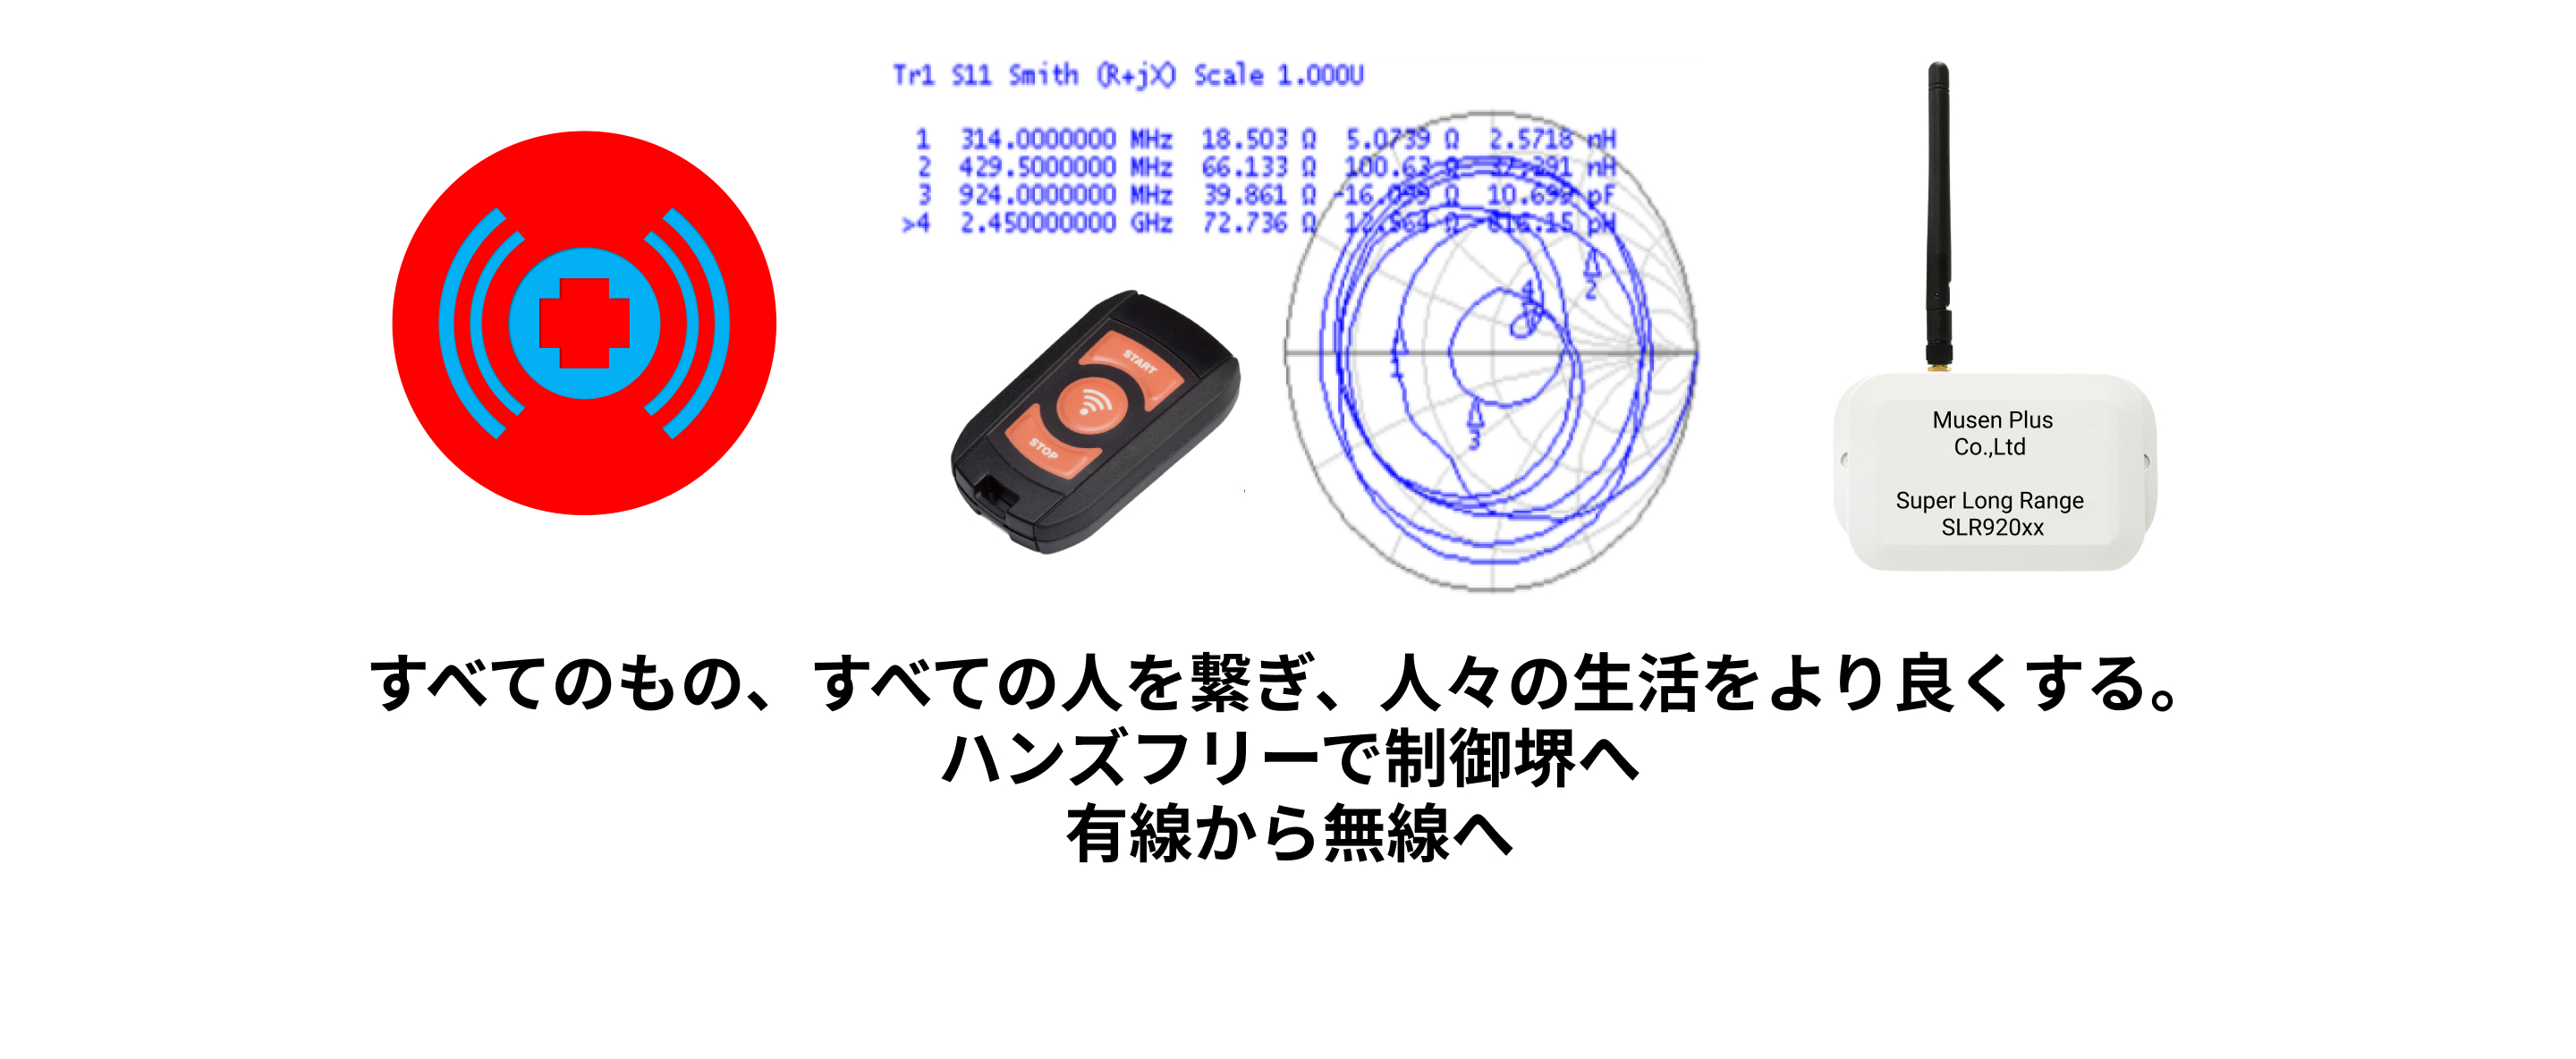 Tr1 S11 Smith (R+jX) Scale 1.000U
1 314.0000000 MHz 18.503 Ω 5.0739 Ω 2.5718 nH
2 429.5000000 MHz 66.133 Ω 100.63 Ω 37.291 nH
3 924.0000000 MHz 39.861 Ω -16.099 Ω 10.699 pF
>4 2.450000000 GHz 72.736 Ω 12.564 Ω 816.15 pH
4
2
1
3
START
STOP
Musen Plus
Co.,Ltd
Super Long Range
SLR920xx
すべてのもの、すべての人を繋ぎ、人々の生活をより良くする。
ハンズフリーで制御堺へ
有線から無線へ